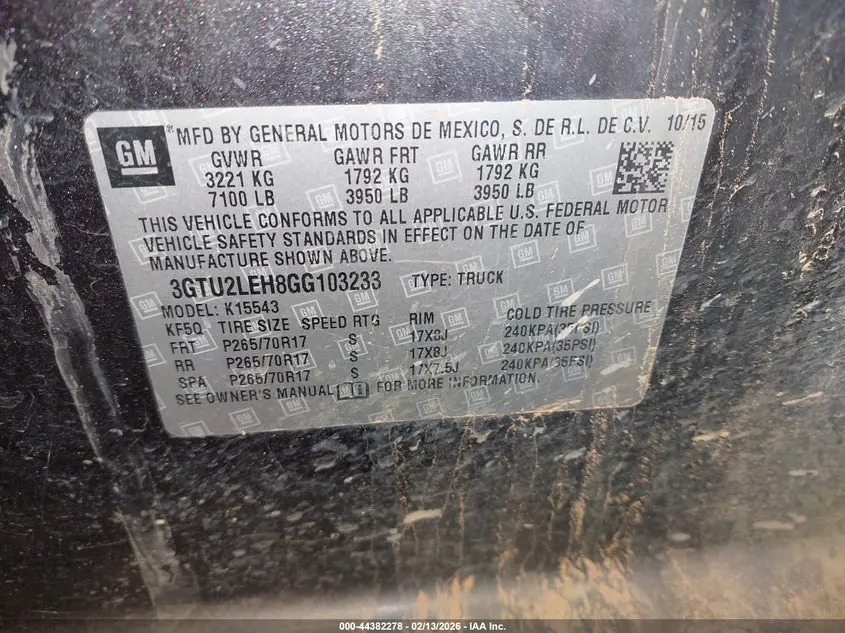 GM
MFD BY GENERAL MOTORS DE MEXICO, S. DE R.L. DE C.V. 10/15
GVWR GAWR FRT GAWR RR
3221 KG 1792 KG 1792 KG
7100 LB 3950 LB 3950 LB
THIS VEHICLE CONFORMS TO ALL APPLICABLE U.S. FEDERAL MOTOR
VEHICLE SAFETY STANDARDS IN EFFECT ON THE DATE OF
MANUFACTURE SHOWN ABOVE.
3GTU2LEH8GG103233 TYPE: TRUCK
MODEL: K15543
KF5Q TIRE SIZE SPEED RTG RIM COLD TIRE PRESSURE
FRT P265/70R17 S 17X8J 240KPA(35PSI)
RR P265/70R17 S 17X8J 240KPA(35PSI)
SPA P265/70R17 S 17X7.5J 240KPA(35PSI)
SEE OWNER'S MANUAL FOR MORE INFORMATION.
000-44382278 - 02/13/2026 - IAA Inc.